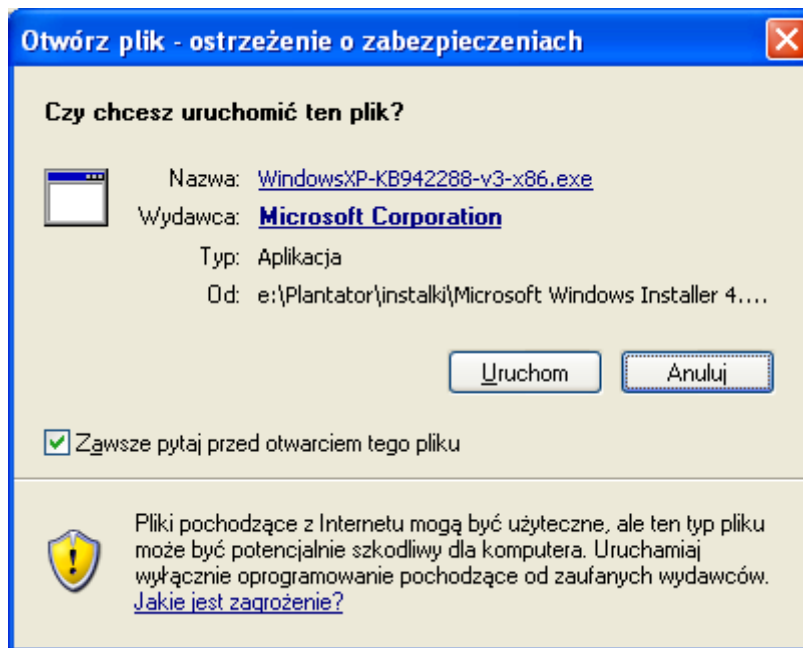 Otwórz plik - ostrzeżenie o zabezpieczeniach
Czy chcesz uruchomić ten plik?
Nazwa: WindowsXP-KB942288-v3-x86.exe
Wydawca: Microsoft Corporation
Typ: Aplikacja
Od: e:\Plantator\instalki\Microsoft Windows Installer 4....
Uruchom Anuluj
Zawsze pytaj przed otwarciem tego pliku
Pliki pochodzące z Internetu mogą być użyteczne, ale ten typ pliku
może być potencjalnie szkodliwy dla komputera. Uruchamiaj
wyłącznie oprogramowanie pochodzące od zaufanych wydawców.
Jakie jest zagrożenie?